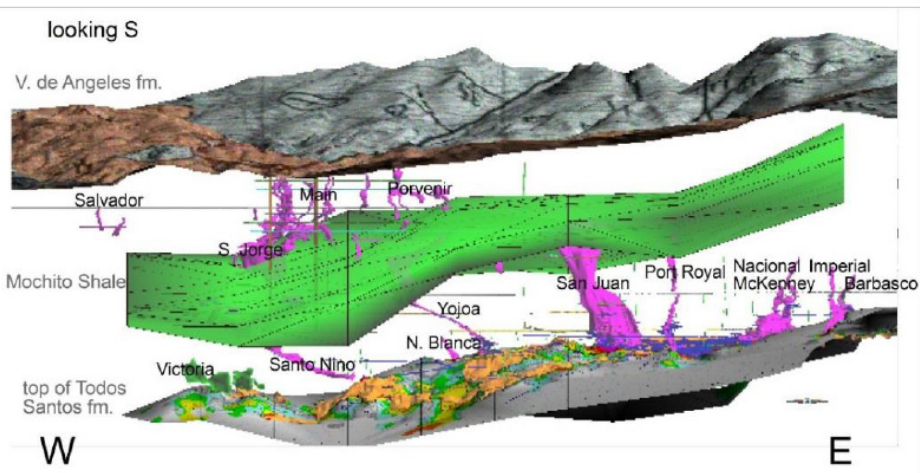 looking S
V. de Angeles fm.
Salvador
Main
Porvenir
S. Jorge
Mochito Shale
San Juan
Port Royal
Nacional
McKenney
Imperial
Barbasco
Yojoa
N. Blanca
Victoria
Santo Nino
top of Todos
Santos fm.
W
E